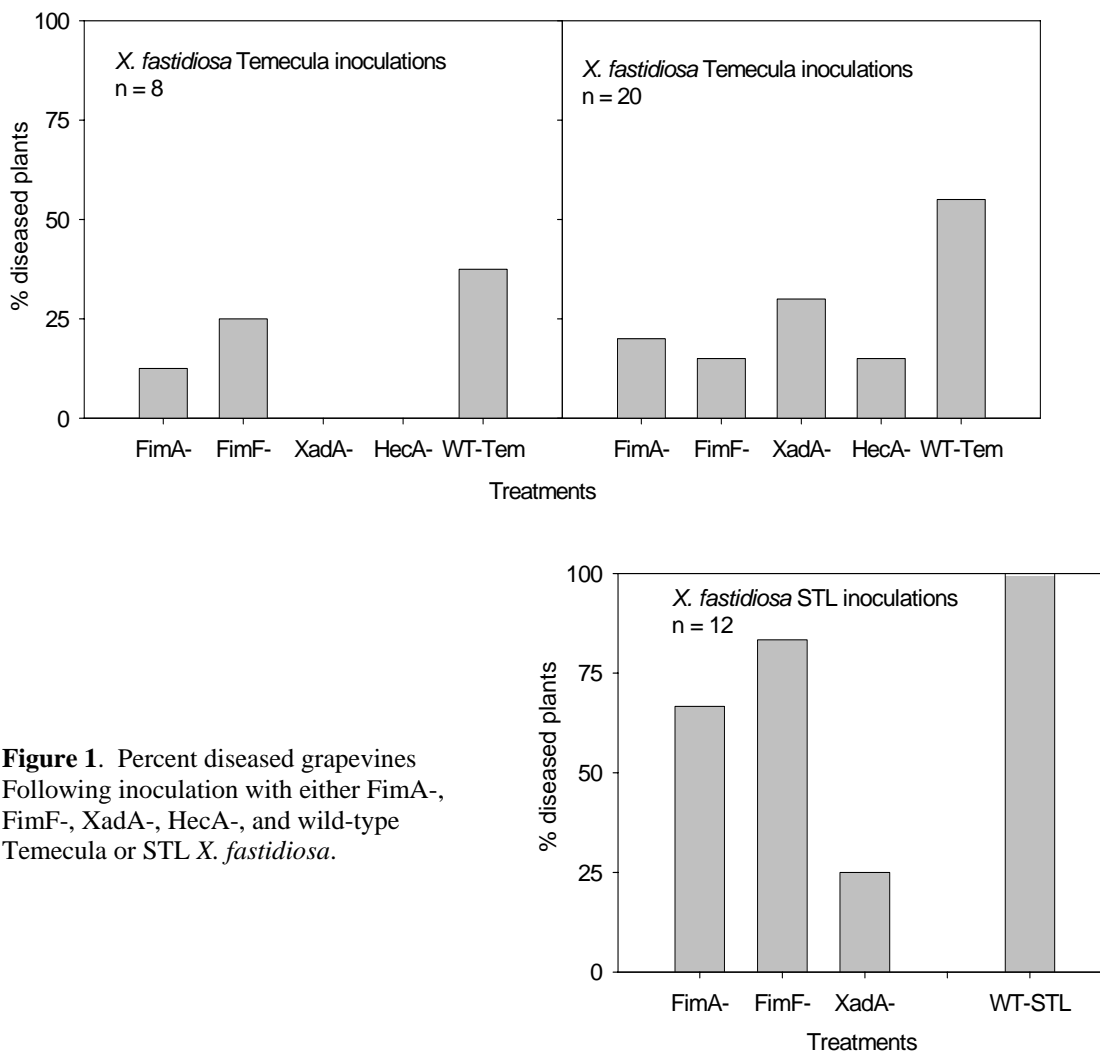 100
75
50
25
0
% diseased plants
X. fastidiosa Temecula inoculations
n = 8
FimA- FimF- XadA- HecA- WT-Tem
X. fastidiosa Temecula inoculations
n = 20
FimA- FimF- XadA- HecA- WT-Tem
Treatments
100
75
50
25
0
% diseased plants
X. fastidiosa STL inoculations
n = 12
FimA- FimF- XadA- WT-STL
Treatments
Figure 1. Percent diseased grapevines
Following inoculation with either FimA-,
FimF-, XadA-, HecA-, and wild-type
Temecula or STL X. fastidiosa.